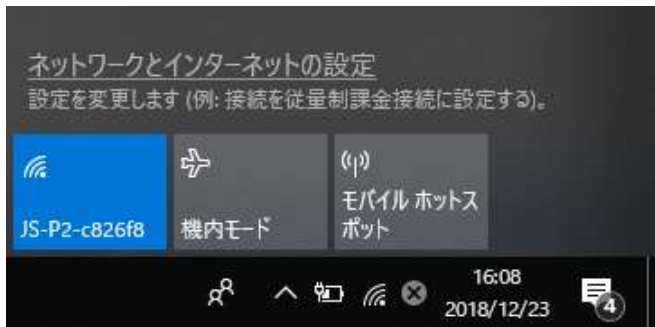 ネットワークとインターネットの設定
設定を変更します (例: 接続を従量制課金接続に設定する)。
JS-P2-c826f8
機内モード
モバイル ホットス
ポット
16:08
2018/12/23
4